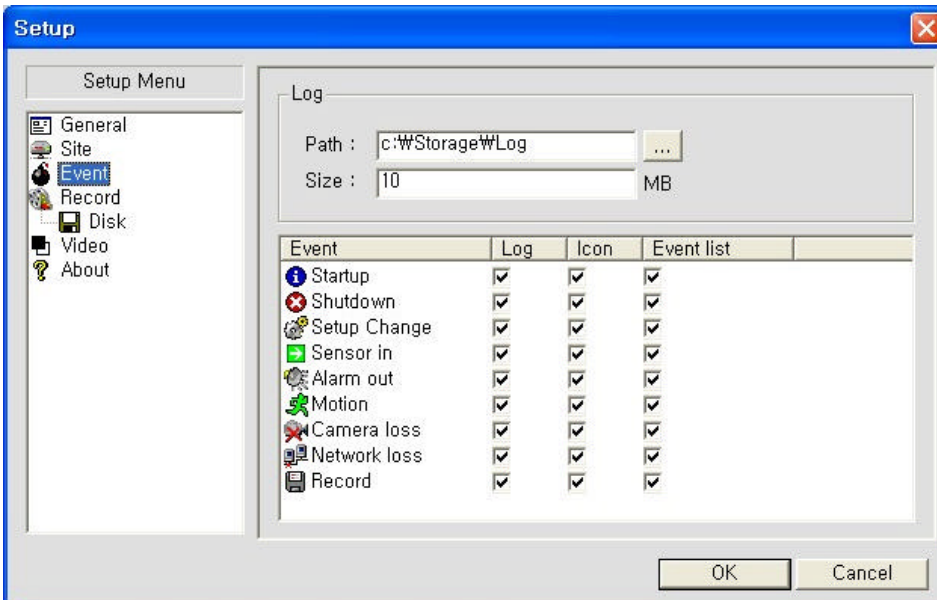 Setup
Setup Menu
General
Site
Event
Record
Disk
Video
About
Log
Path : c:₩Storage₩Log ...
Size : 10 MB
Event Log Icon Event list
Startup
Shutdown
Setup Change
Sensor in
Alarm out
Motion
Camera loss
Network loss
Record
OK Cancel